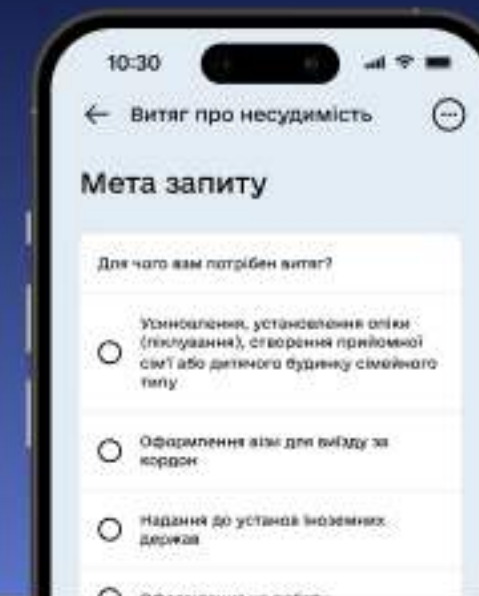 10:30
Витяг про несудимість
Мета запиту
Для чого вам потрібен витяг?
Усиновлення, установлення опіки
(піклування), створення прийомної
сім'ї або дитячого будинку сімейного
типу
Оформлення візи для виїзду за
кордон
Надання до установ іноземних
держав